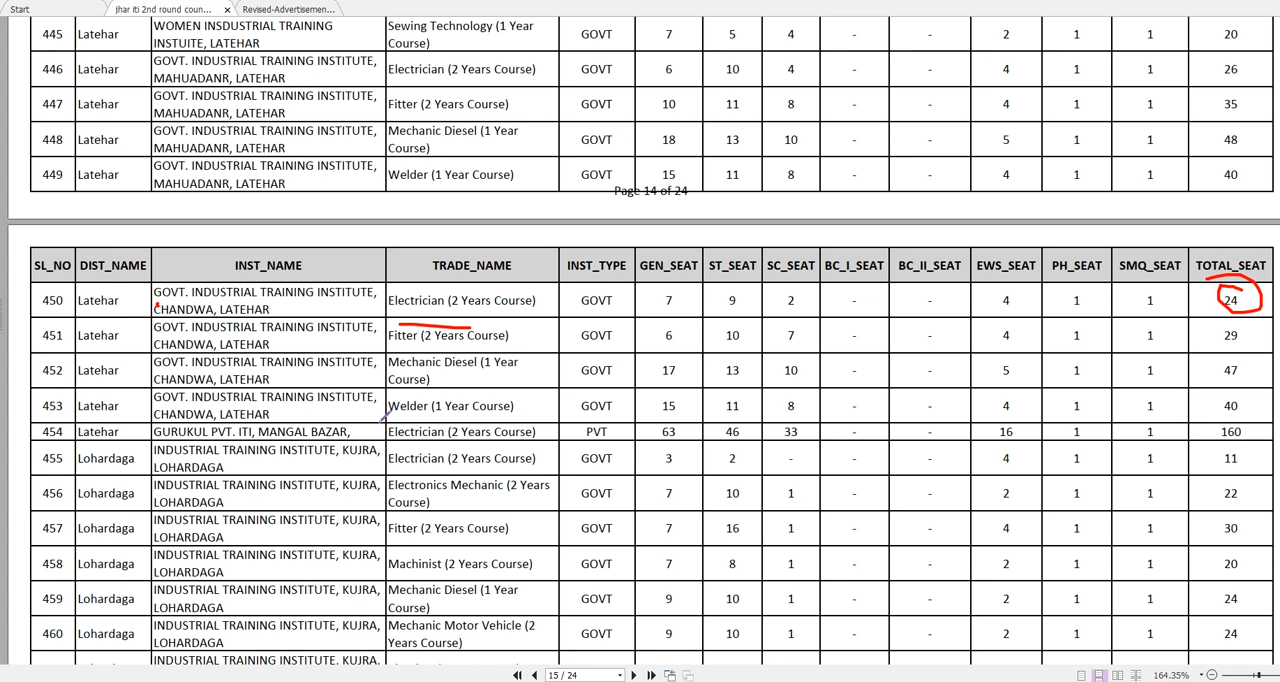 Start jhar iti 2nd round coun... × Revised-Advertisemen...
445 Latehar WOMEN INSDUSTRIAL TRAINING INSTUITE, LATEHAR Sewing Technology (1 Year Course) GOVT 7 5 4 - - 2 1 1 20
446 Latehar GOVT. INDUSTRIAL TRAINING INSTITUTE, MAHUADANR, LATEHAR Electrician (2 Years Course) GOVT 6 10 4 - - 4 1 1 26
447 Latehar GOVT. INDUSTRIAL TRAINING INSTITUTE, MAHUADANR, LATEHAR Fitter (2 Years Course) GOVT 10 11 8 - - 4 1 1 35
448 Latehar GOVT. INDUSTRIAL TRAINING INSTITUTE, MAHUADANR, LATEHAR Mechanic Diesel (1 Year Course) GOVT 18 13 10 - - 5 1 1 48
449 Latehar GOVT. INDUSTRIAL TRAINING INSTITUTE, MAHUADANR, LATEHAR Welder (1 Year Course) GOVT 15 11 8 - - 4 1 1 40
Page 14 of 24
SL_NO DIST_NAME INST_NAME TRADE_NAME INST_TYPE GEN_SEAT ST_SEAT SC_SEAT BC_I_SEAT BC_II_SEAT EWS_SEAT PH_SEAT SMQ_SEAT TOTAL_SEAT
450 Latehar GOVT. INDUSTRIAL TRAINING INSTITUTE, CHANDWA, LATEHAR Electrician (2 Years Course) GOVT 7 9 2 - - 4 1 1 24
451 Latehar GOVT. INDUSTRIAL TRAINING INSTITUTE, CHANDWA, LATEHAR Fitter (2 Years Course) GOVT 6 10 7 - - 4 1 1 29
452 Latehar GOVT. INDUSTRIAL TRAINING INSTITUTE, CHANDWA, LATEHAR Mechanic Diesel (1 Year Course) GOVT 17 13 10 - - 5 1 1 47
453 Latehar GOVT. INDUSTRIAL TRAINING INSTITUTE, CHANDWA, LATEHAR Welder (1 Year Course) GOVT 15 11 8 - - 4 1 1 40
454 Latehar GURUKUL PVT. ITI, MANGAL BAZAR, Electrician (2 Years Course) PVT 63 46 33 - - 16 1 1 160
455 Lohardaga INDUSTRIAL TRAINING INSTITUTE, KUJRA, LOHARDAGA Electrician (2 Years Course) GOVT 3 2 - - - 4 1 1 11
456 Lohardaga INDUSTRIAL TRAINING INSTITUTE, KUJRA, LOHARDAGA Electronics Mechanic (2 Years Course) GOVT 7 10 1 - - 2 1 1 22
457 Lohardaga INDUSTRIAL TRAINING INSTITUTE, KUJRA, LOHARDAGA Fitter (2 Years Course) GOVT 7 16 1 - - 4 1 1 30
458 Lohardaga INDUSTRIAL TRAINING INSTITUTE, KUJRA, LOHARDAGA Machinist (2 Years Course) GOVT 7 8 1 - - 2 1 1 20
459 Lohardaga INDUSTRIAL TRAINING INSTITUTE, KUJRA, LOHARDAGA Mechanic Diesel (1 Year Course) GOVT 9 10 1 - - 2 1 1 24
460 Lohardaga INDUSTRIAL TRAINING INSTITUTE, KUJRA, LOHARDAGA Mechanic Motor Vehicle (2 Years Course) GOVT 9 10 1 - - 2 1 1 24
INDUSTRIAL TRAINING INSTITUTE, KUJRA,
15 / 24 164.35%